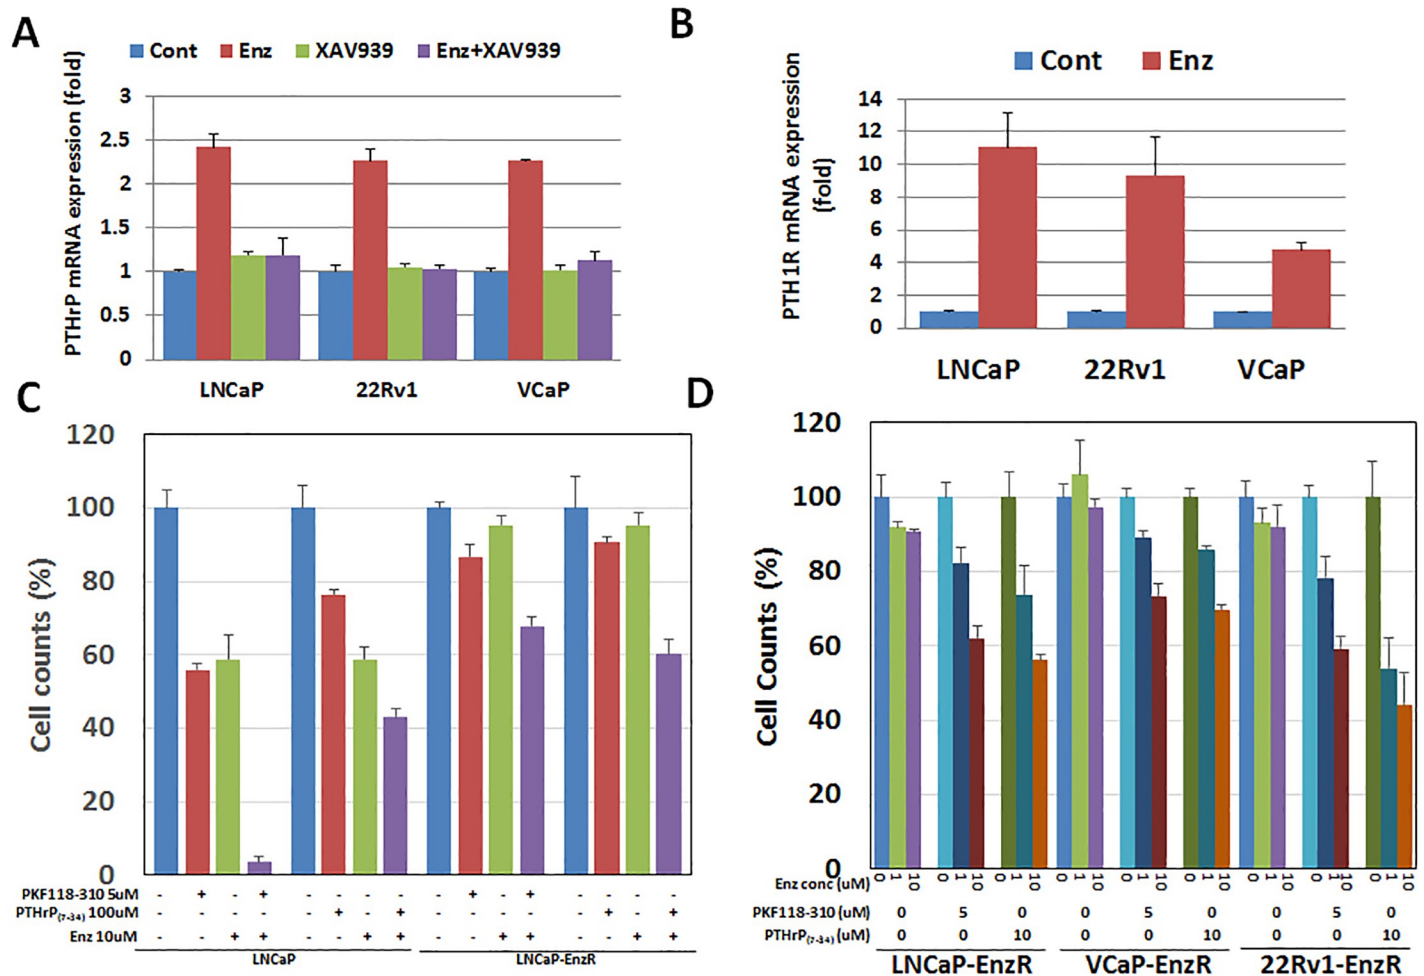 A
Cont Enz XAV939 Enz+XAV939
PTHrP mRNA expression (fold)
3
2.5
2
1.5
1
0.5
0
LNCaP 22Rv1 VCaP
B
Cont Enz
PTH1R mRNA expression
(fold)
14
12
10
8
6
4
2
0
LNCaP 22Rv1 VCaP
C
Cell counts (%)
120
100
80
60
40
20
0
PKF118-310 5uM - + - + - - - - - + - + - - - -
PTHrP(7-34) 100uM - - - - - + - + - - - - - + - +
Enz 10uM - - + + - - + + - - + + - - + +
LNCaP LNCaP-EnzR
D
Cell Counts (%)
120
100
80
60
40
20
0
Enz conc (uM) 0 1 10 0 1 10 0 1 10 0 1 10 0 1 10 0 1 10 0 1 10 0 1 10 0 1 10
PKF118-310 (uM) 0 5 0 0 5 0 0 5 0
PTHrP(7-34) (uM) 0 0 10 0 0 10 0 0 10
LNCaP-EnzR VCaP-EnzR 22Rv1-EnzR